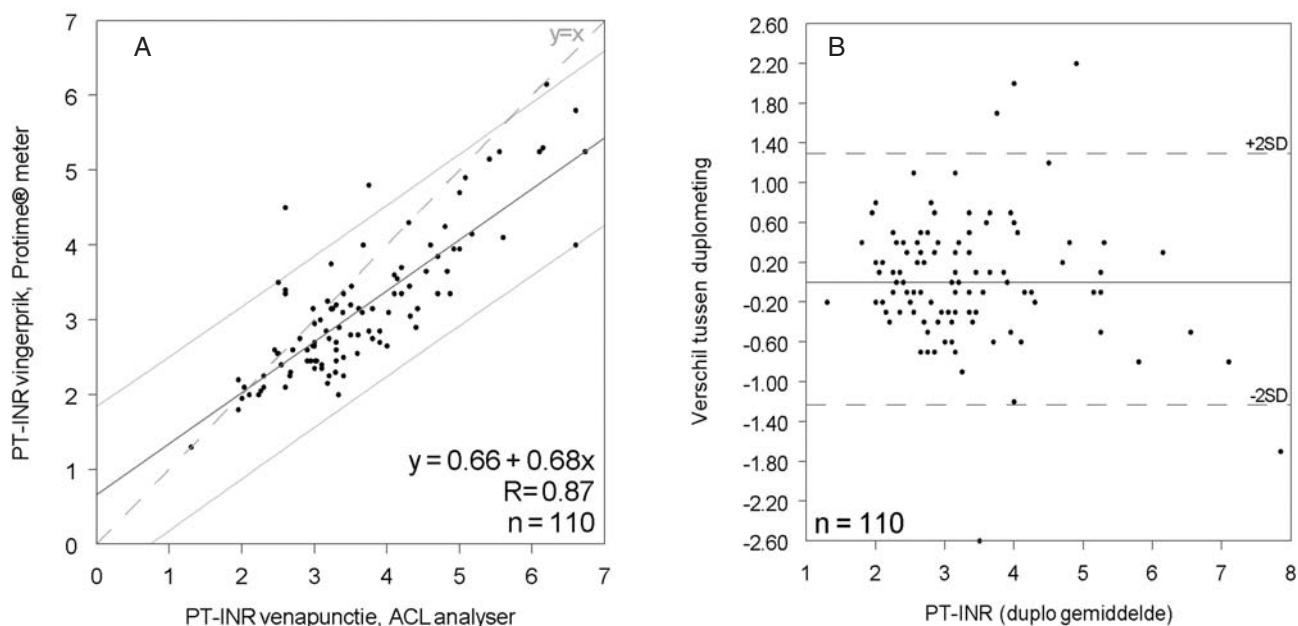 A
y=x
7
6
5
4
3
2
1
0
PT-INR vingerprik, Protime® meter
y = 0.66 + 0.68x
R= 0.87
n = 110
0 1 2 3 4 5 6 7
PT-INR venapunctie, ACL analyser
B
2.60
2.20
1.80
1.40
1.00
0.60
0.20
-0.20
-0.60
-1.00
-1.40
-1.80
-2.20
-2.60
Verschil tussen duplometing
+2SD
-2SD
n = 110
1 2 3 4 5 6 7 8
PT-INR (duplo gemiddelde)